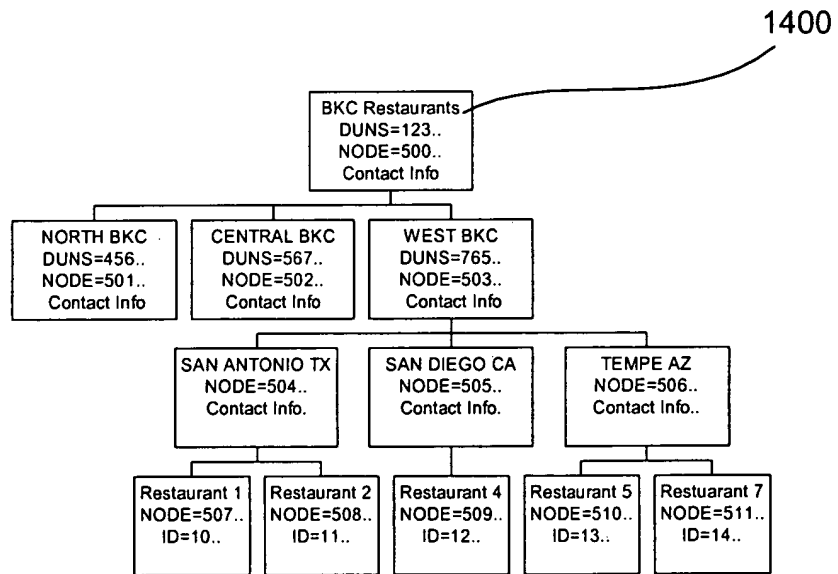 1400
BKC Restaurants
DUNS=123..
NODE=500..
Contact Info
NORTH BKC
DUNS=456..
NODE=501..
Contact Info
CENTRAL BKC
DUNS=567..
NODE=502..
Contact Info
WEST BKC
DUNS=765..
NODE=503..
Contact Info
SAN ANTONIO TX
NODE=504..
Contact Info.
SAN DIEGO CA
NODE=505..
Contact Info.
TEMPE AZ
NODE=506..
Contact Info..
Restaurant 1
NODE=507..
ID=10..
Restaurant 2
NODE=508..
ID=11..
Restaurant 4
NODE=509..
ID=12..
Restaurant 5
NODE=510..
ID=13..
Restuarant 7
NODE=511..
ID=14..